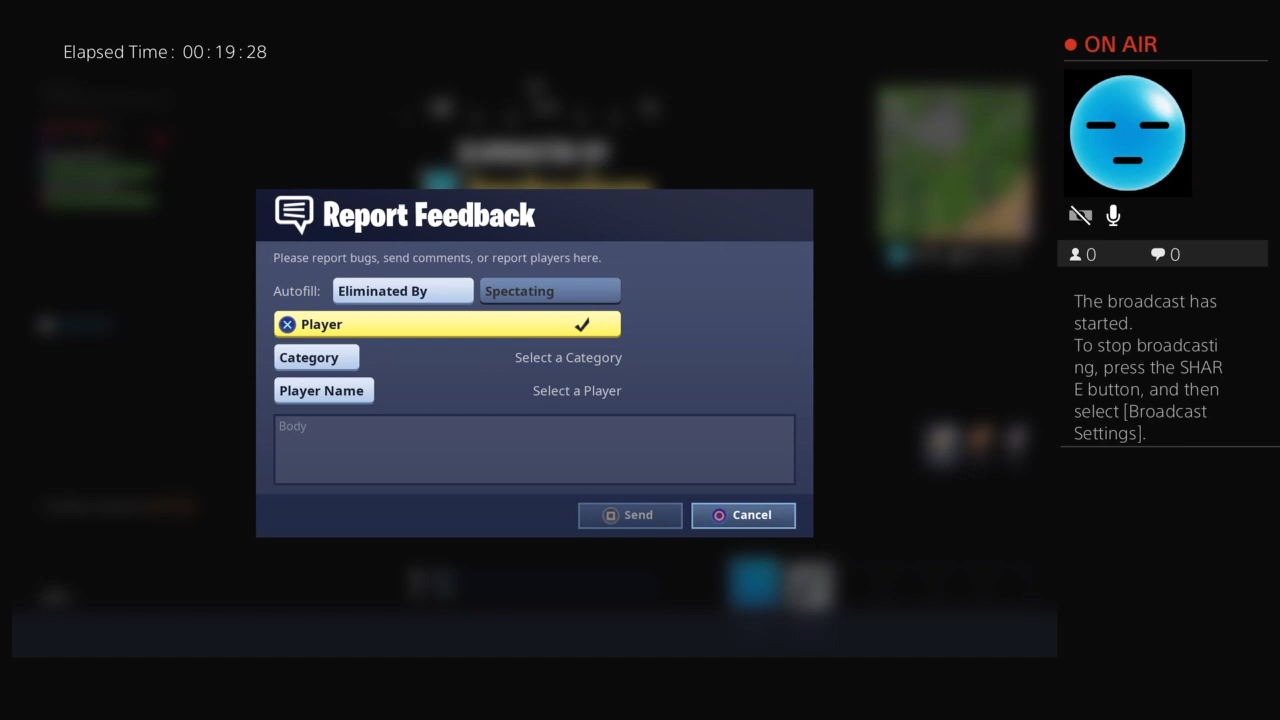 Elapsed Time: 00:19:28
ON AIR
0 0
The broadcast has
started.
To stop broadcasti
ng, press the SHAR
E button, and then
select [Broadcast
Settings].
Report Feedback
Please report bugs, send comments, or report players here.
Autofill: Eliminated By Spectating
Player
Category Select a Category
Player Name Select a Player
Body
Send Cancel